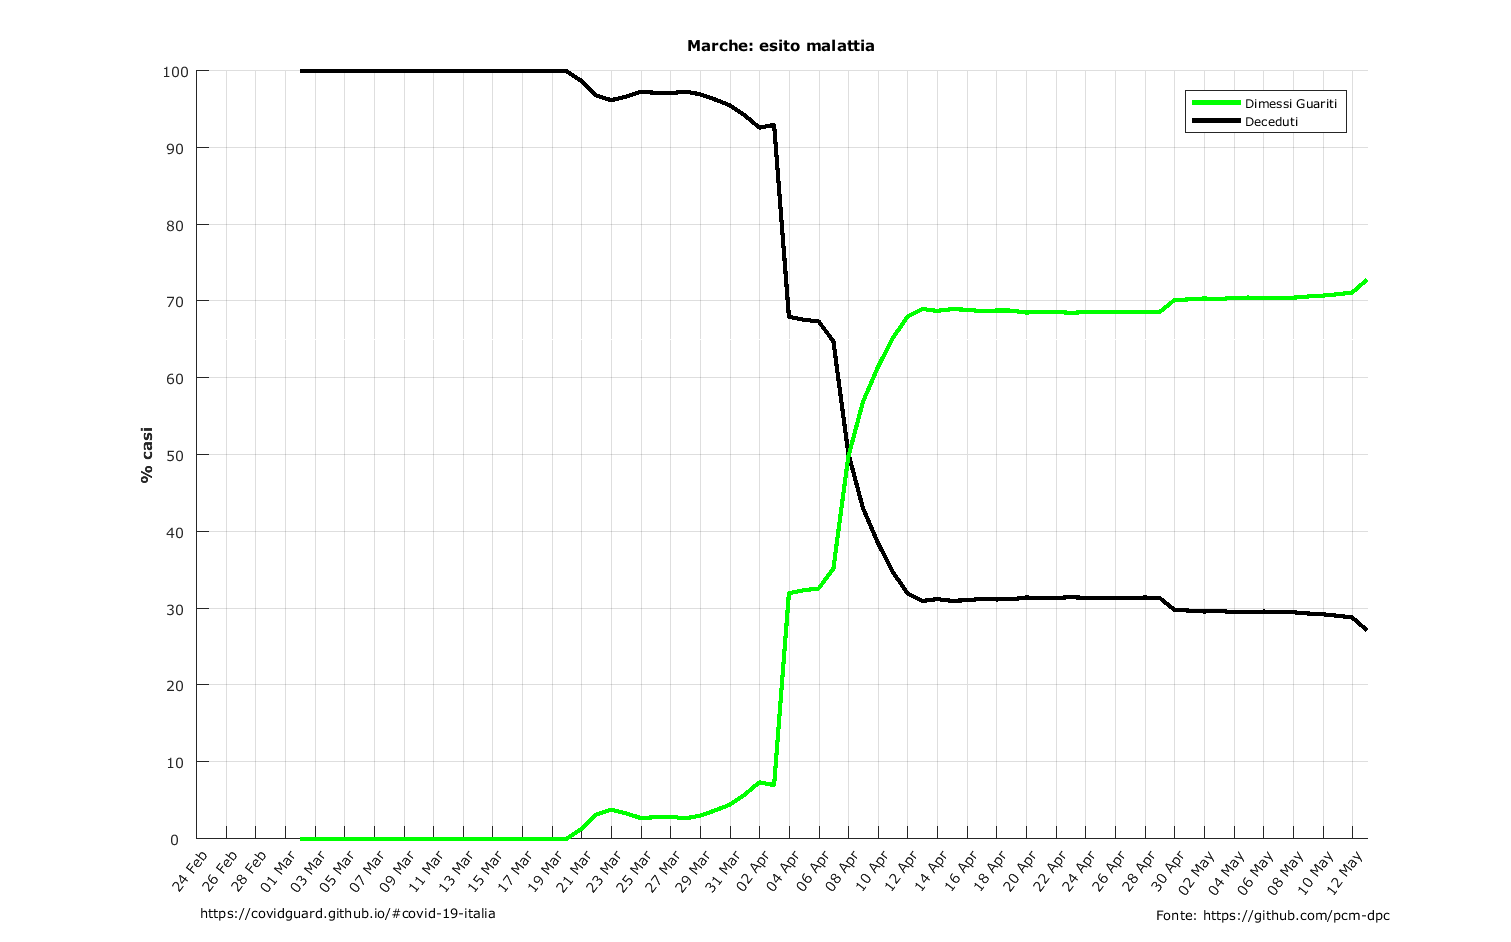 Marche: esito malattia
100
90
80
70
60
50
40
30
20
10
0
% casi
Dimessi Guariti
Deceduti
24 Feb
26 Feb
28 Feb
01 Mar
03 Mar
05 Mar
07 Mar
09 Mar
11 Mar
13 Mar
15 Mar
17 Mar
19 Mar
21 Mar
23 Mar
25 Mar
27 Mar
29 Mar
31 Mar
02 Apr
04 Apr
06 Apr
08 Apr
10 Apr
12 Apr
14 Apr
16 Apr
18 Apr
20 Apr
22 Apr
24 Apr
26 Apr
28 Apr
30 Apr
02 May
04 May
06 May
08 May
10 May
12 May
https://covidguard.github.io/#covid-19-italia
Fonte: https://github.com/pcm-dpc